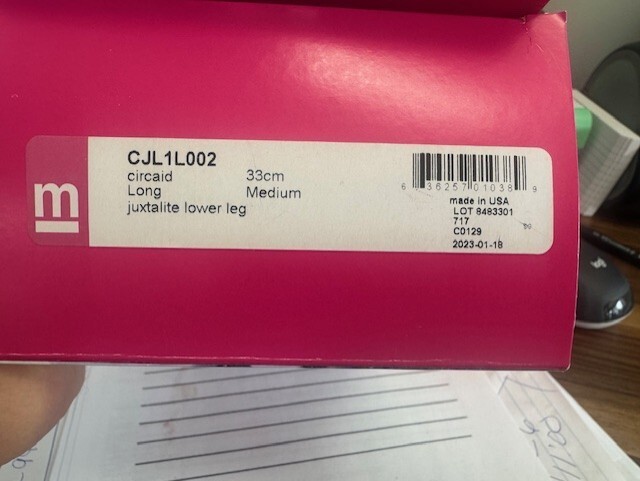 m
CJL1L002
circaid 33cm
Long Medium
juxtalite lower leg
6 36257 01038 9
made in USA
LOT 8483301
717
C0129
2023-01-18